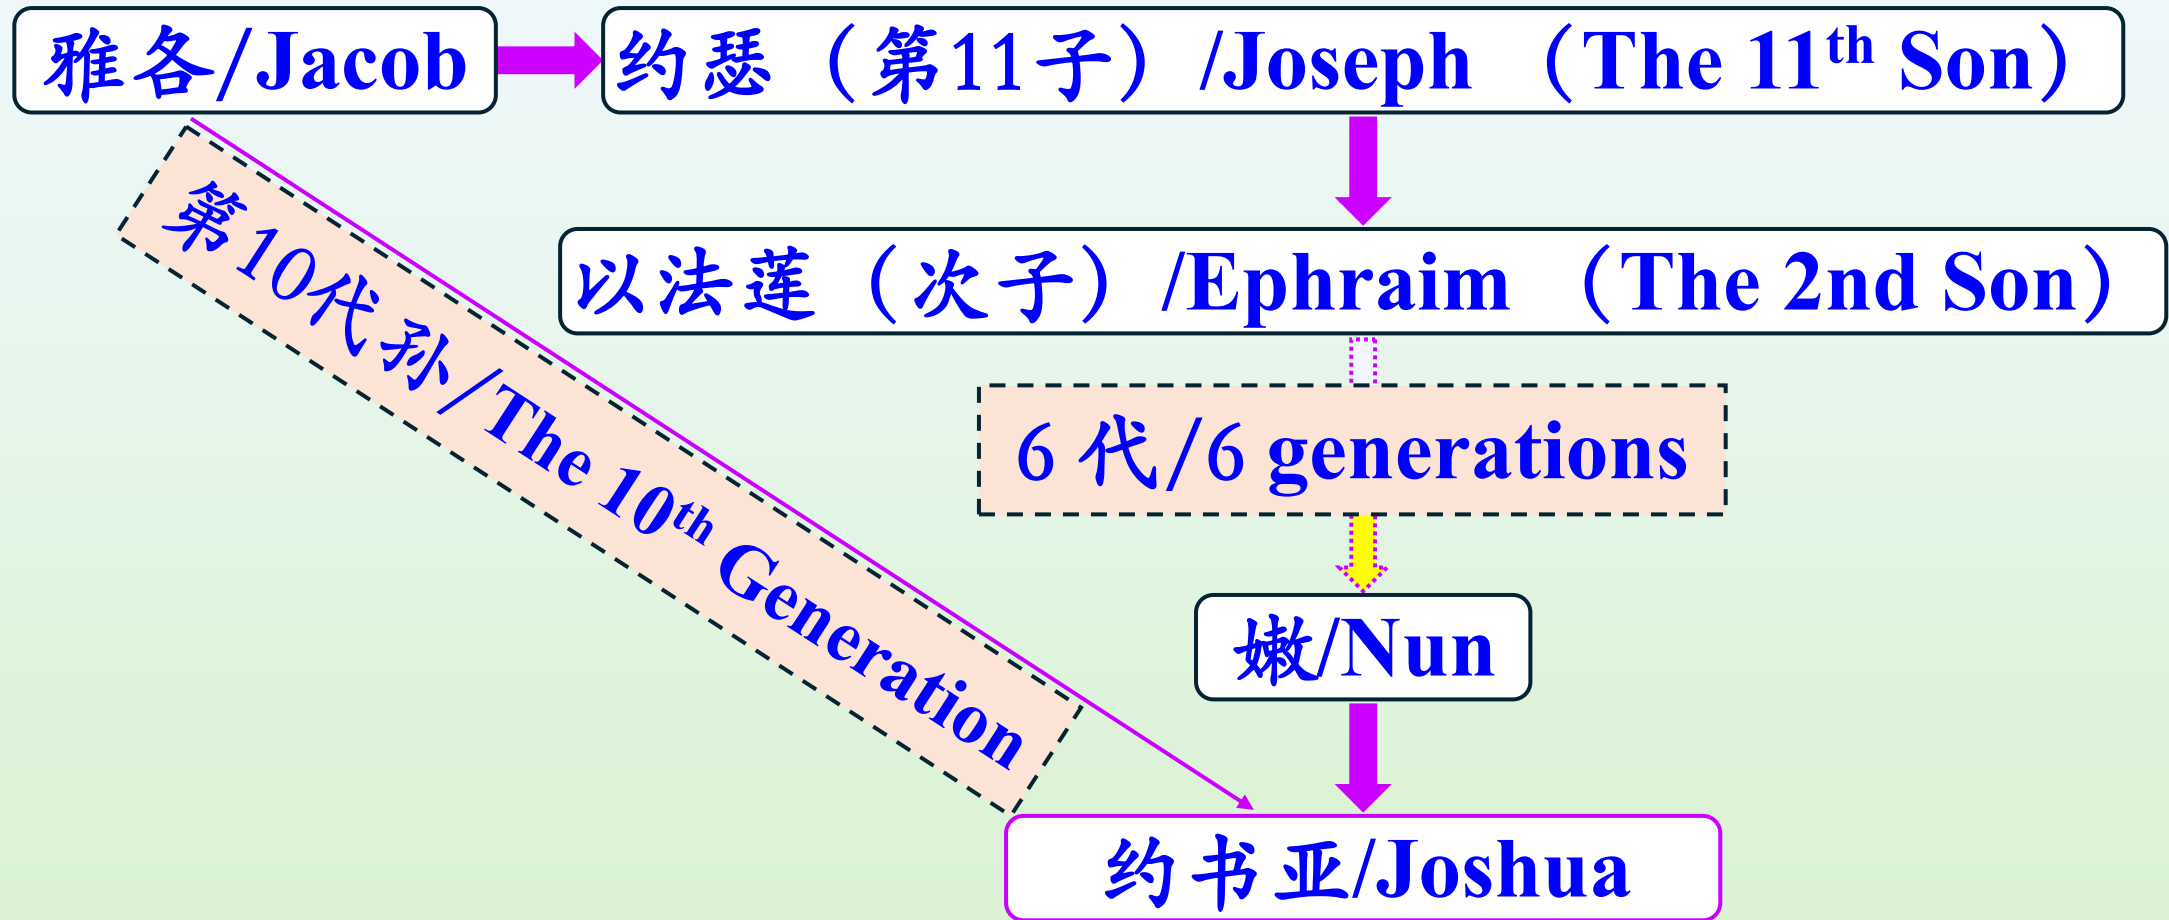 雅各/Jacob
约瑟（第11子）/Joseph（The 11th Son）
第10代孙/The 10th Generation
以法莲（次子）/Ephraim（The 2nd Son）
6 代/6 generations
嫩/Nun
约书亚/Joshua